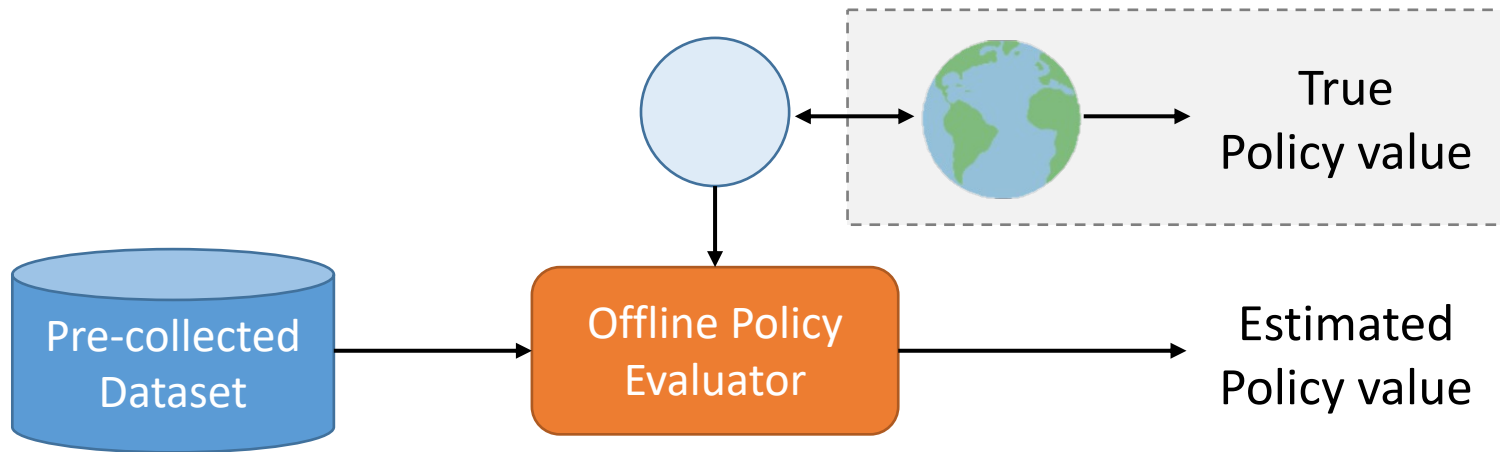 True
Policy value
Pre-collected
Dataset
Offline Policy
Evaluator
Estimated
Policy value